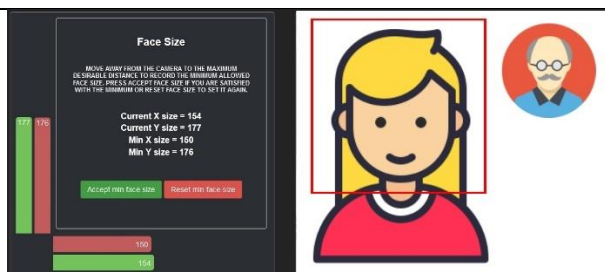 Face Size
MOVE AWAY FROM THE CAMERA TO THE MAXIMUM
DESIRABLE DISTANCE TO RECORD THE MINIMUM ALLOWED
FACE SIZE. PRESS ACCEPT FACE SIZE IF YOU ARE SATISFIED
WITH THE MINIMUM OR RESET FACE SIZE TO SET IT AGAIN.
Current X size = 154
Current Y size = 177
Min X size = 150
Min Y size = 176
177 176
Accept min face size Reset min face size
150
154